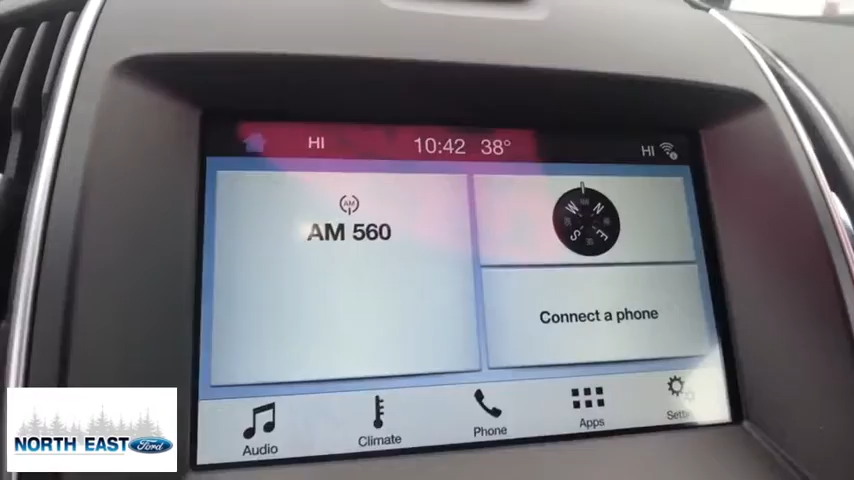 HI
10:42 38°
HI
AM
AM 560
N
W
E
S
Connect a phone
Audio
Climate
Phone
Apps
NORTH EAST Ford